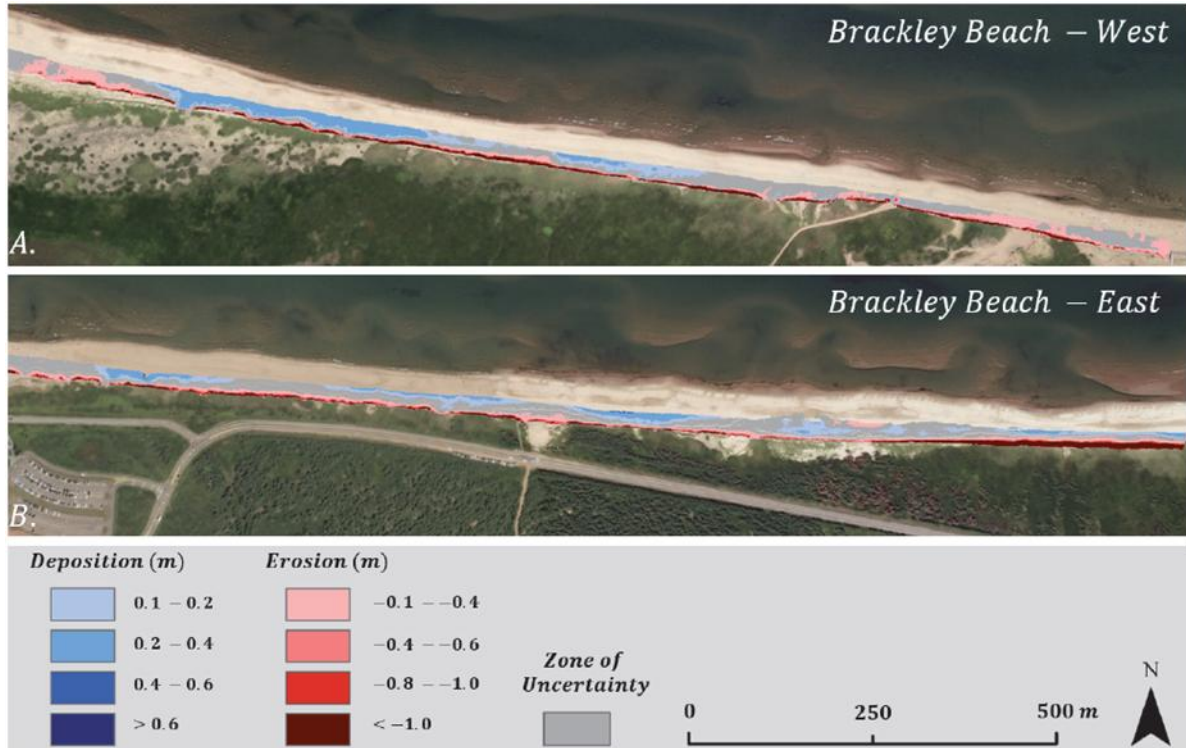 Brackley Beach – West
A.
Brackley Beach – East
B.
Deposition (m)
0.1 – 0.2
0.2 – 0.4
0.4 – 0.6
> 0.6
Erosion (m)
–0.1 – –0.4
–0.4 – –0.6
–0.8 – –1.0
< –1.0
Zone of
Uncertainty
0 250 500 m
N